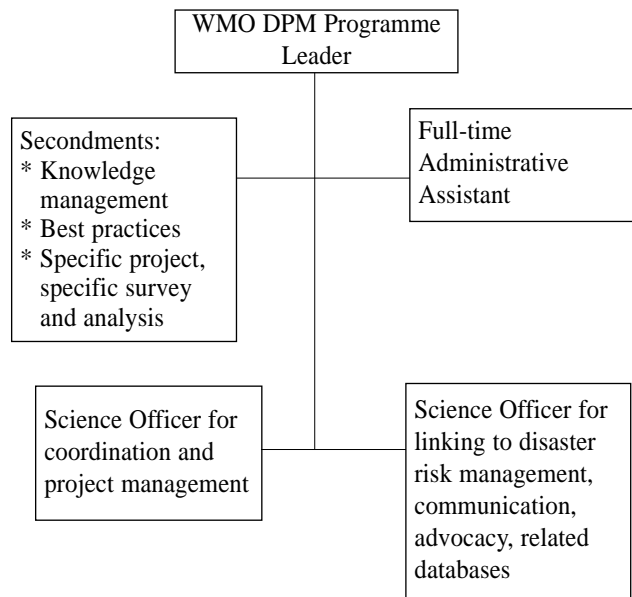 WMO DPM Programme
Leader
Secondments:
* Knowledge
management
* Best practices
* Specific project,
specific survey
and analysis
Full-time
Administrative
Assistant
Science Officer for
coordination and
project management
Science Officer for
linking to disaster
risk management,
communication,
advocacy, related
databases